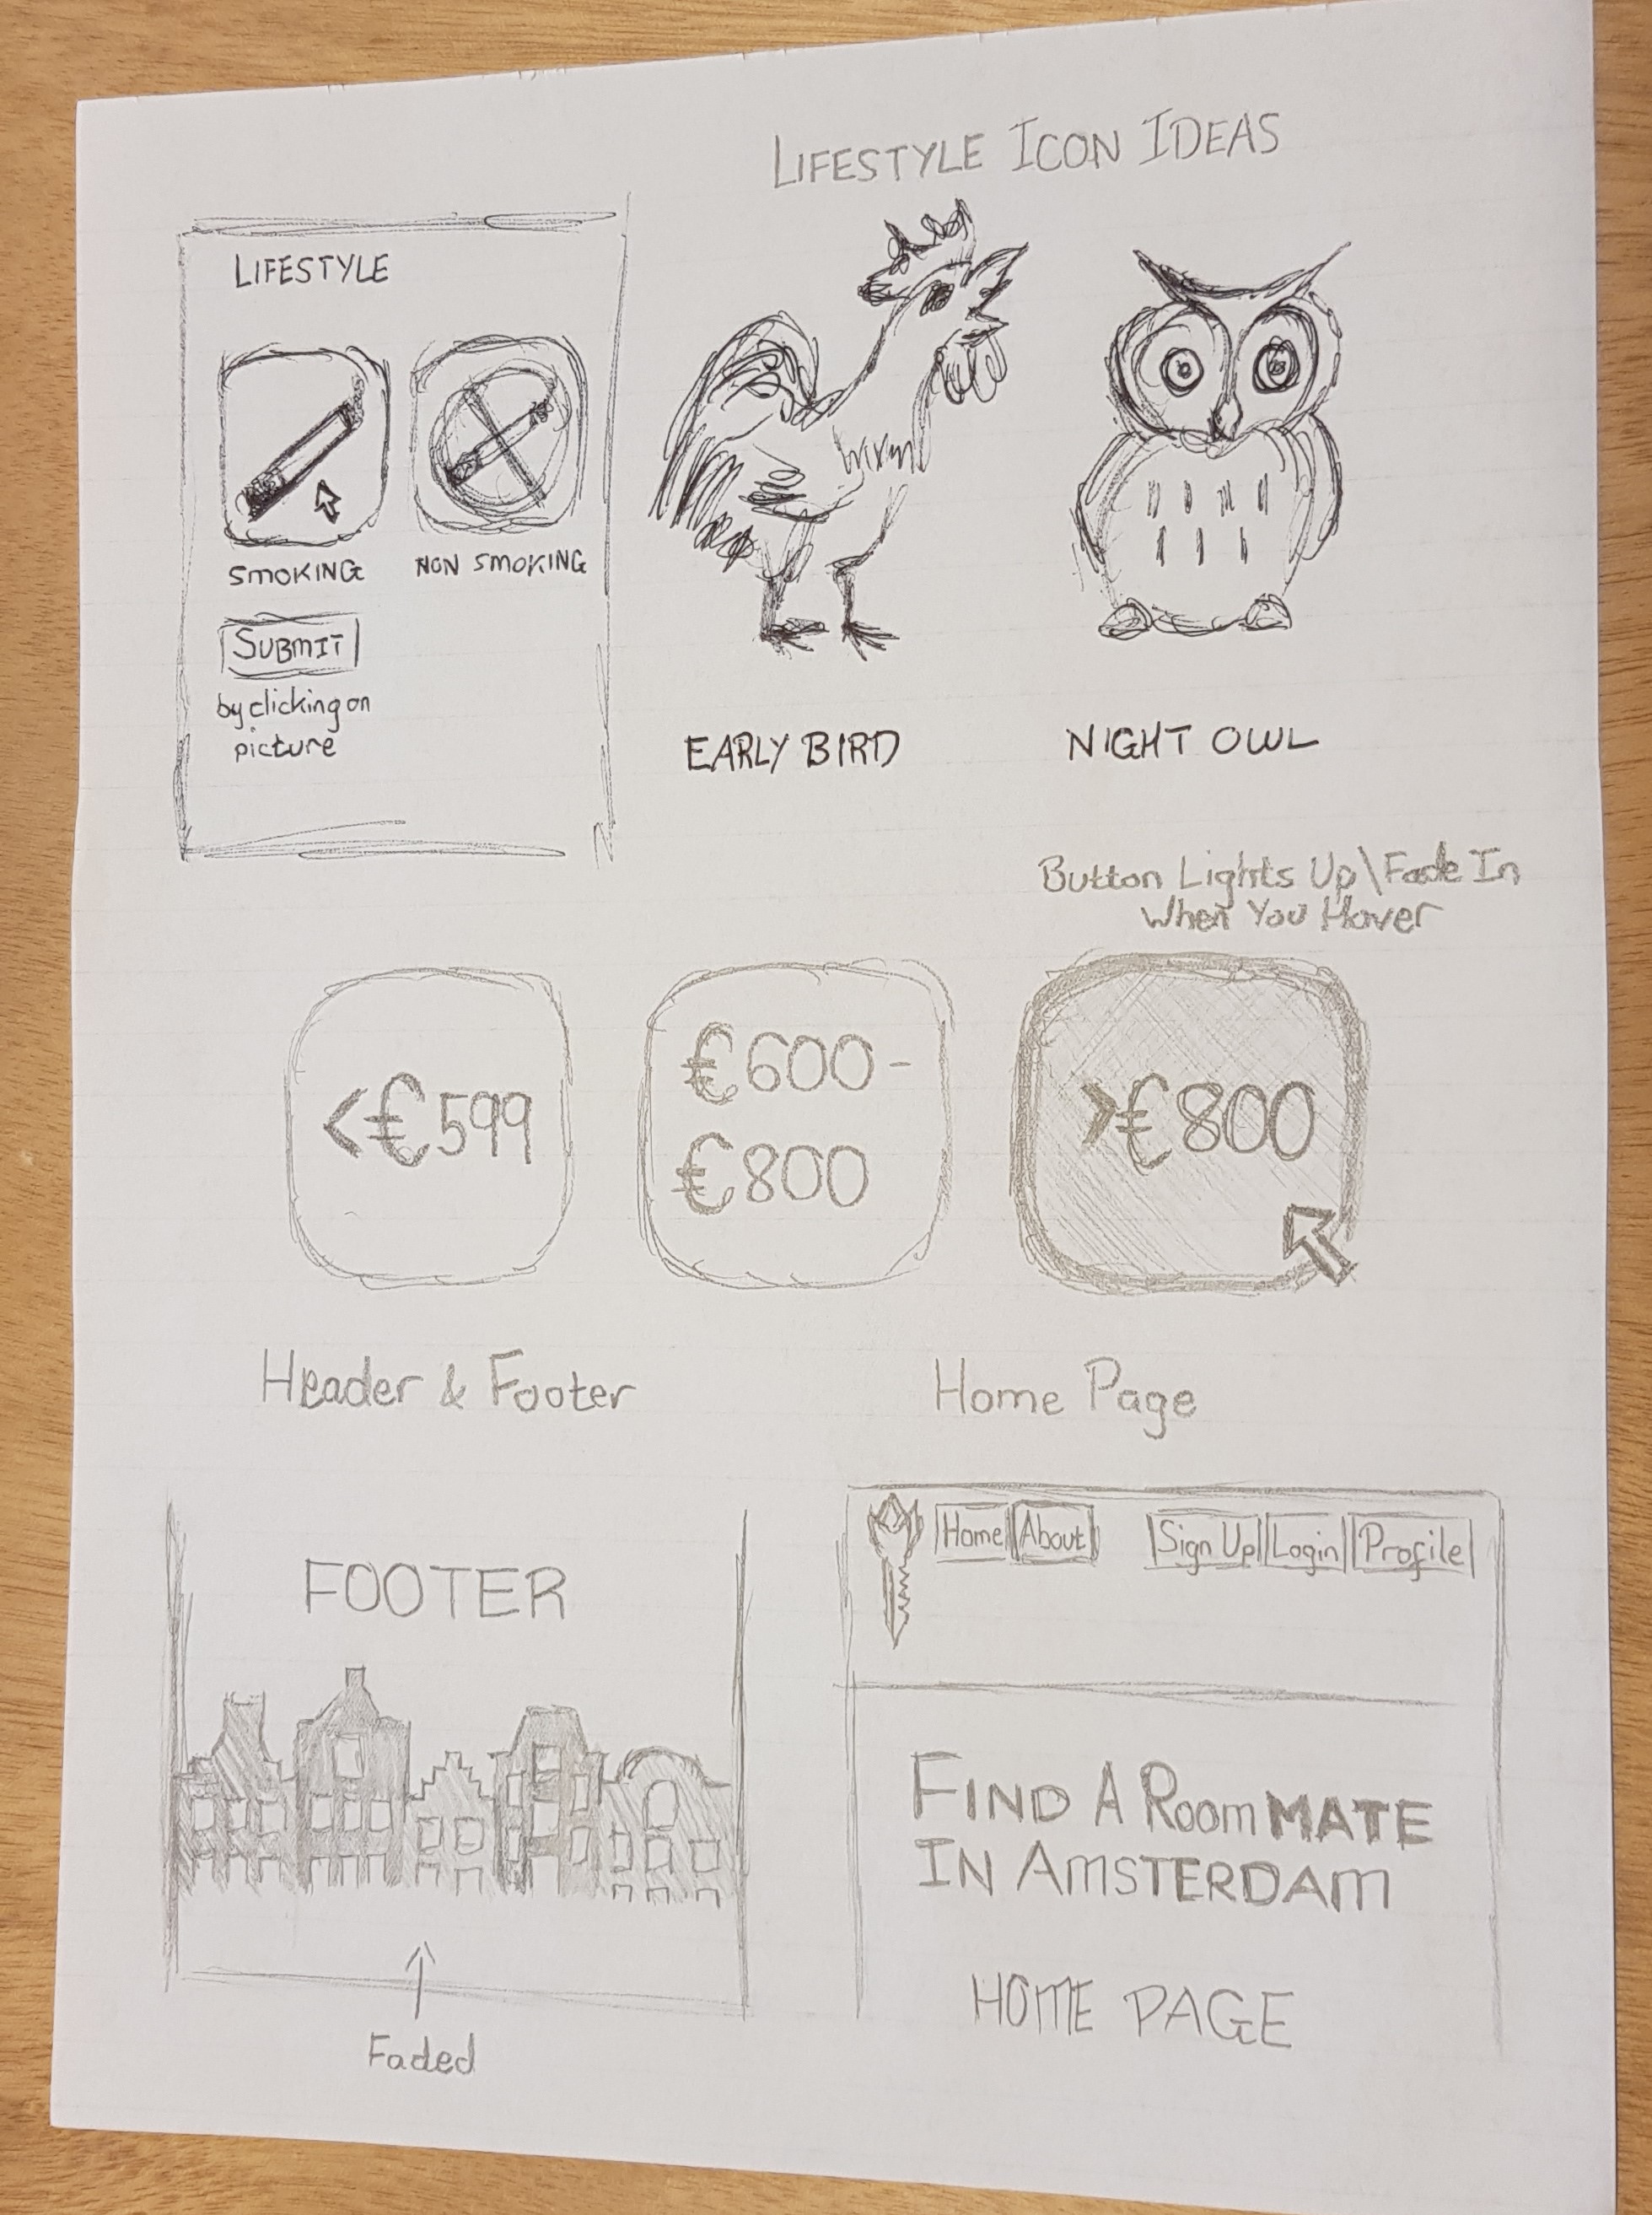 LIFESTYLE ICON IDEAS
LIFESTYLE
SMOKING
NON SMOKING
SUBMIT
by clicking on
picture
EARLY BIRD
NIGHT OWL
Button Lights Up\Fade In
When You Hover
<€599
€600-
€800
>€800
Header & Footer
Home Page
FOOTER
Faded
Home
About
Sign Up
Login
Profile
FIND A RoomMATE
IN AMSTERDAM
HOME PAGE